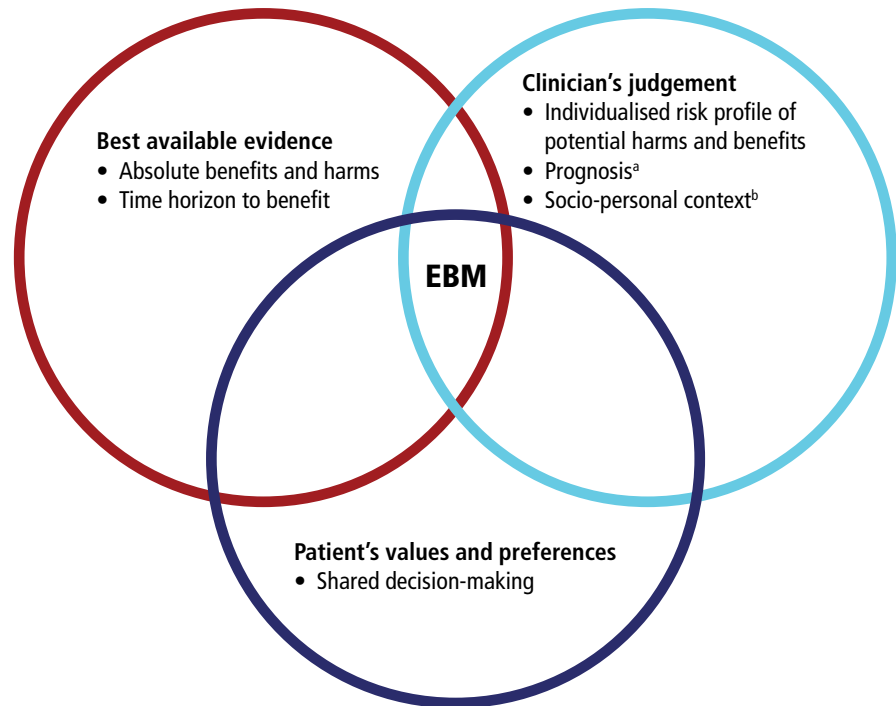 Best available evidence
• Absolute benefits and harms
• Time horizon to benefit
Clinician's judgement
• Individualised risk profile of
potential harms and benefits
• Prognosisᵃ
• Socio-personal contextᵇ
EBM
Patient's values and preferences
• Shared decision-making